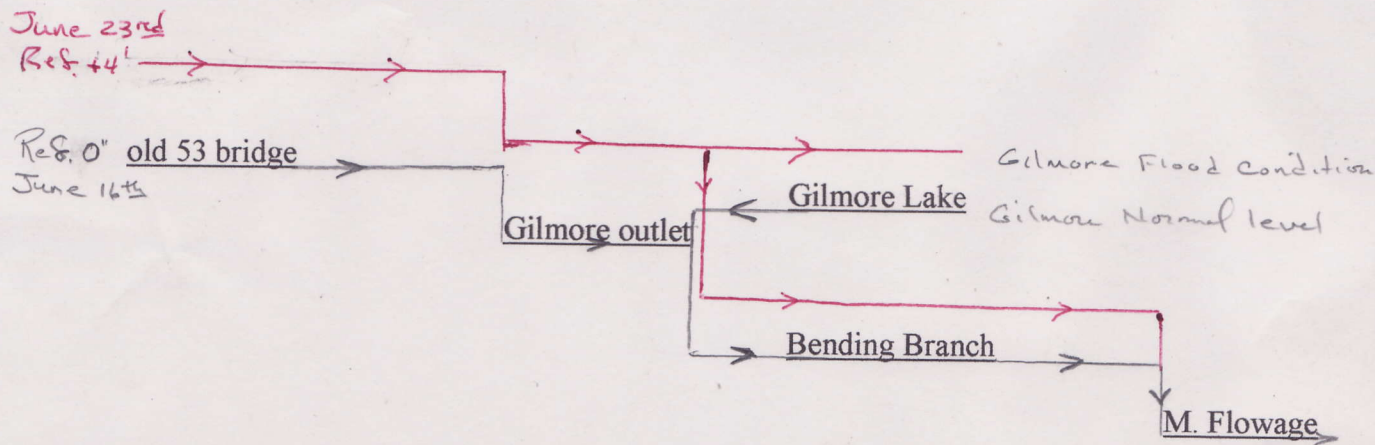 June 23rd
Ref. +4'
Ref. 0" old 53 bridge
June 16th
Gilmore Flood condition
Gilmore Lake
Gilmore Normal level
Gilmore outlet
Bending Branch
M. Flowage